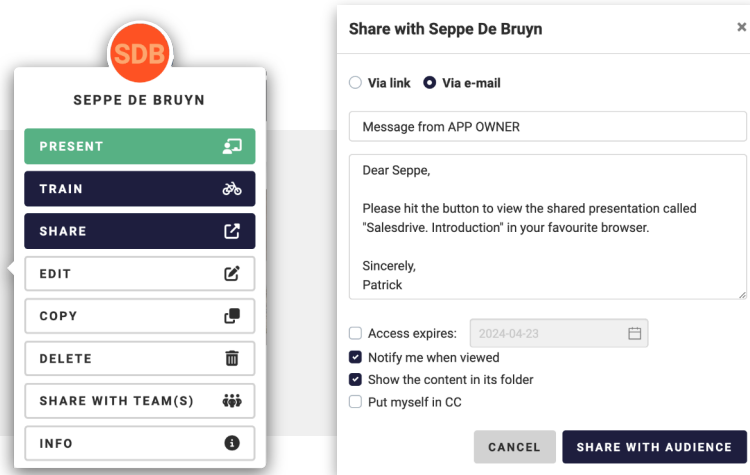 SDB
SEPPE DE BRUYN
PRESENT
TRAIN
SHARE
EDIT
COPY
DELETE
SHARE WITH TEAM(S)
INFO
Share with Seppe De Bruyn
×
Via link Via e-mail
Message from APP OWNER
Dear Seppe,
Please hit the button to view the shared presentation called
"Salesdrive. Introduction" in your favourite browser.
Sincerely,
Patrick
Access expires: 2024-04-23
Notify me when viewed
Show the content in its folder
Put myself in CC
CANCEL SHARE WITH AUDIENCE